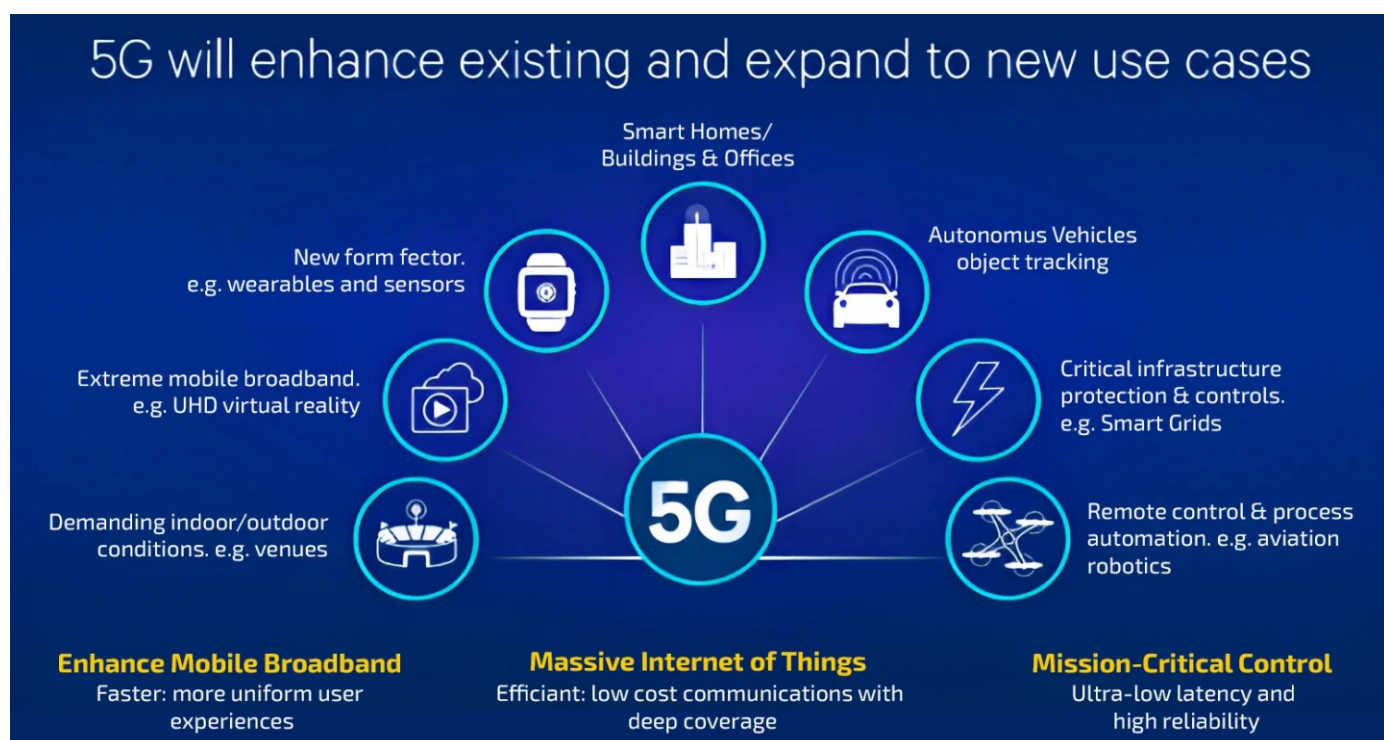 5G will enhance existing and expand to new use cases
Smart Homes/
Buildings & Offices
New form fector.
e.g. wearables and sensors
Autonomus Vehicles
object tracking
Extreme mobile broadband.
e.g. UHD virtual reality
Critical infrastructure
protection & controls.
e.g. Smart Grids
Demanding indoor/outdoor
conditions. e.g. venues
5G
Remote control & process
automation. e.g. aviation
robotics
Enhance Mobile Broadband
Faster: more uniform user
experiences
Massive Internet of Things
Efficiant: low cost communications with
deep coverage
Mission-Critical Control
Ultra-low latency and
high reliability